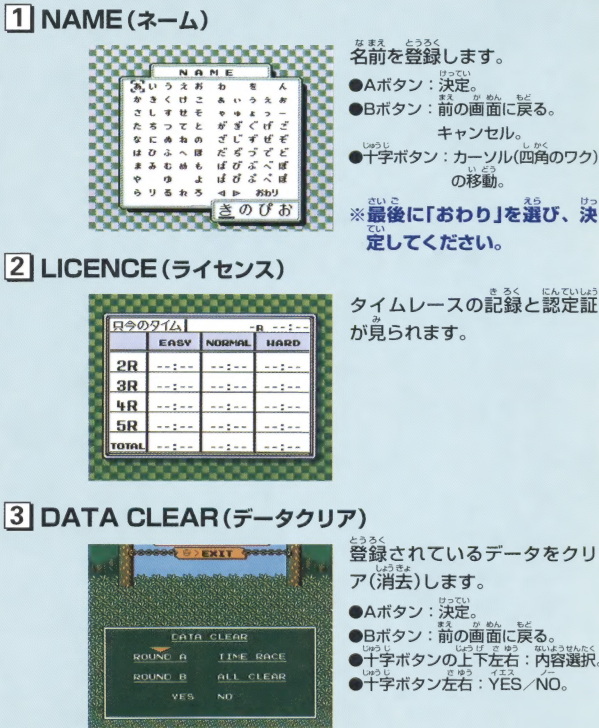 1 NAME(ネーム)
NAME
あいうえお わ を ん
かきくけこ ぁぃぅぇぉ
さしすせそ ゃゅょっー
たちつてと がぎぐげご
なにぬねの ざじずぜぞ
はひふへほ だぢづでど
まみむめも ばびぶべぼ
や ゆ よ ぱぴぷぺぽ
らりるれろ ◁ ▷ おわり
きのぴお
名前を登録します。
●Aボタン：決定。
●Bボタン：前の画面に戻る。
キャンセル。
●十字ボタン：カーソル(四角のワク)
の移動。
※最後に「おわり」を選び、決
定してください。
2 LICENCE(ライセンス)
只今のタイム -R --:--
EASY NORMAL HARD
2R --:-- --:-- --:--
3R --:-- --:-- --:--
4R --:-- --:-- --:--
5R --:-- --:-- --:--
TOTAL --:-- --:-- --:--
タイムレースの記録と認定証
が見られます。
3 DATA CLEAR(データクリア)
EXIT
DATA CLEAR
ROUND A TIME RACE
ROUND B ALL CLEAR
YES NO
登録されているデータをクリ
ア(消去)します。
●Aボタン：決定。
●Bボタン：前の画面に戻る。
●十字ボタンの上下左右：内容選択。
●十字ボタン左右：YES／NO。